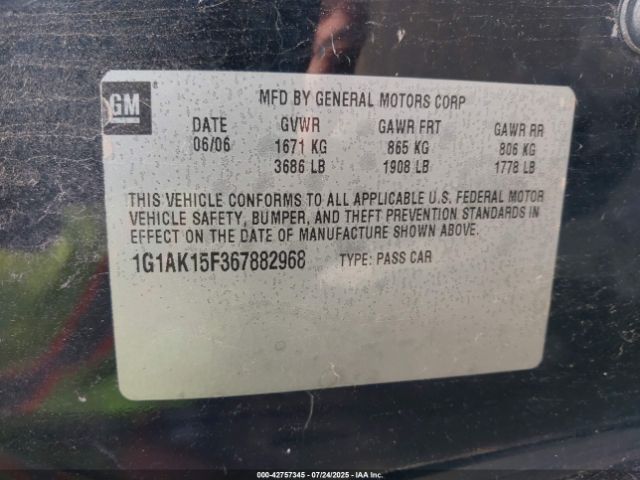 GM
MFD BY GENERAL MOTORS CORP
DATE GVWR GAWR FRT GAWR RR
06/06 1671 KG 865 KG 806 KG
3686 LB 1908 LB 1778 LB
THIS VEHICLE CONFORMS TO ALL APPLICABLE U.S. FEDERAL MOTOR
VEHICLE SAFETY, BUMPER, AND THEFT PREVENTION STANDARDS IN
EFFECT ON THE DATE OF MANUFACTURE SHOWN ABOVE.
1G1AK15F367882968 TYPE: PASS CAR
000-42757345 - 07/24/2025 - IAA Inc.